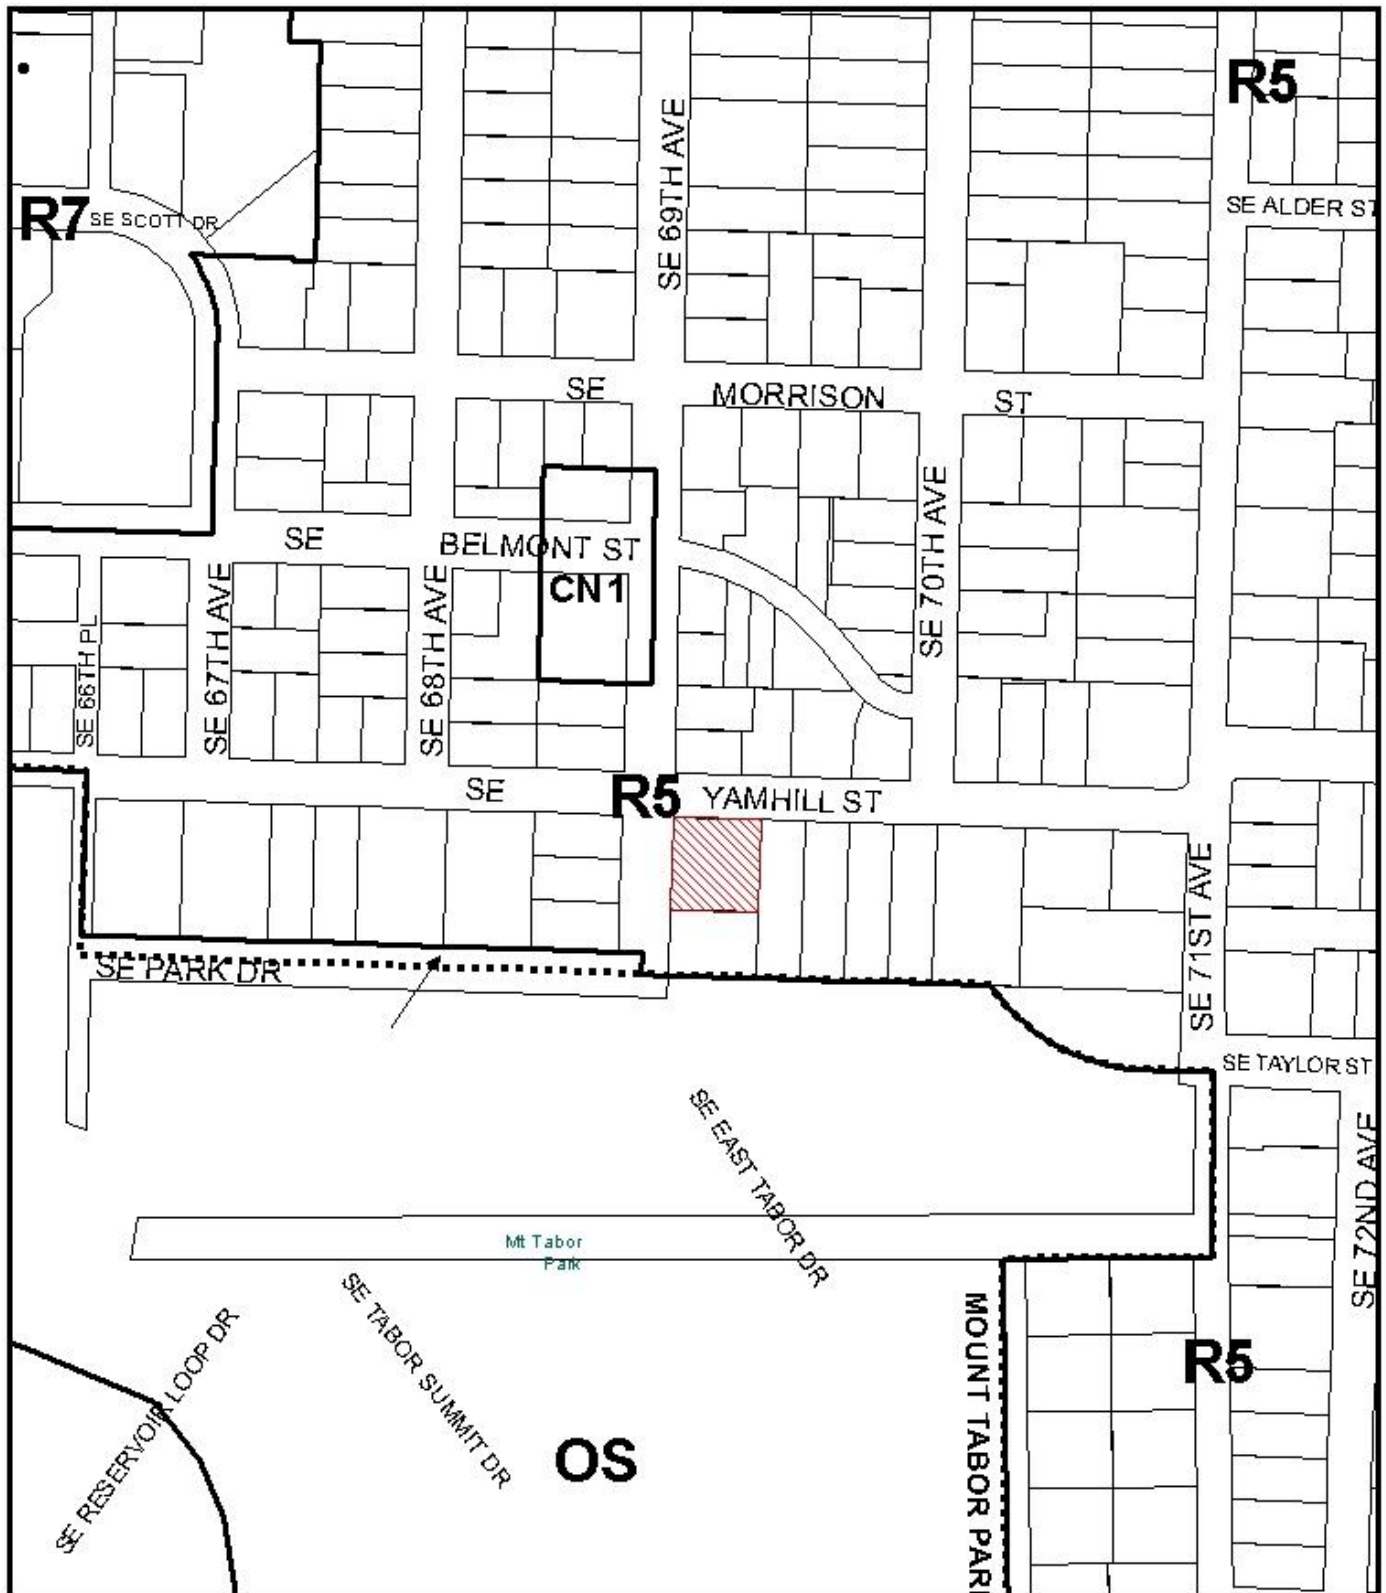 R5
SE 69TH AVE
SE ALDER ST
R7
SE SCOTT DR
SE MORRISON ST
SE BELMONT ST
CN1
SE 70TH AVE
SE 66TH PL
SE 67TH AVE
SE 68TH AVE
SE YAMHILL ST
R5
SE 71ST AVE
SE PARK DR
SE TAYLOR ST
SE EAST TABOR DR
SE 72ND AVE
Mt Tabor
Park
SE TABOR SUMMIT DR
SE RESERVOIR LOOP DR
MOUNT TABOR PARK
R5
OS